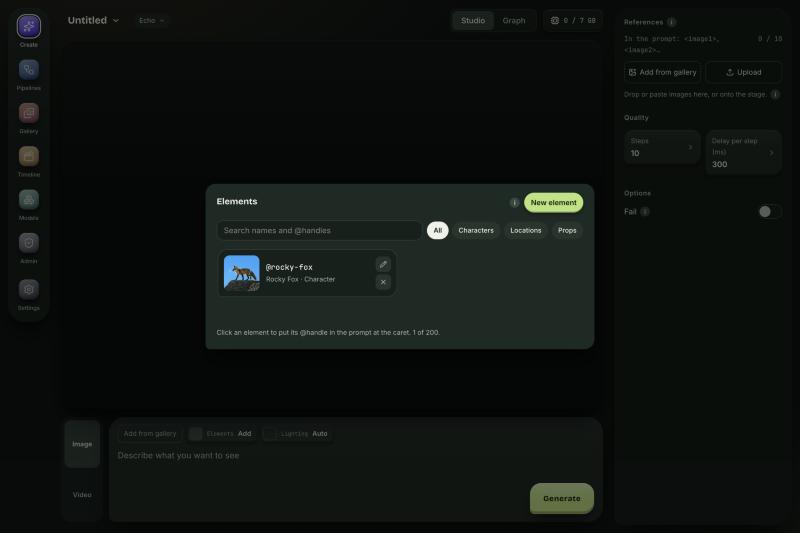 Create
Pipelines
Gallery
Timeline
Models
Admin
Settings
Untitled
Echo
Studio
Graph
0 / 7 GB
References
In the prompt: <image1>, <image2>…
0 / 10
Add from gallery
Upload
Drop or paste images here, or onto the stage.
Quality
Steps
10
Delay per step (ms)
300
Options
Fail
Elements
New element
Search names and @handles
All
Characters
Locations
Props
@rocky-fox
Rocky Fox · Character
Click an element to put its @handle in the prompt at the caret. 1 of 200.
Image
Video
Add from gallery
Elements Add
Lighting Auto
Describe what you want to see
Generate